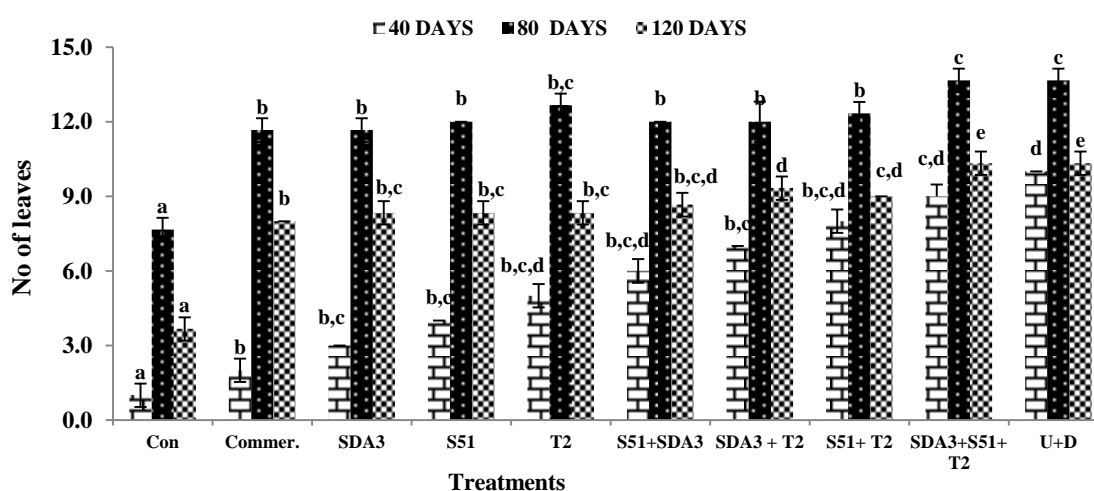 40 DAYS 80 DAYS 120 DAYS
15.0
12.0
9.0
6.0
3.0
0.0
No of leaves
a a a
b b b
b,c b b,c
b,c b b,c
b,c,d b,c b,c
b,c,d b b,c,d
b,c b d
b,c,d b c,d
c,d c e
d c e
Con Commer. SDA3 S51 T2 S51+SDA3 SDA3 + T2 S51+ T2 SDA3+S51+ U+D
T2
Treatments